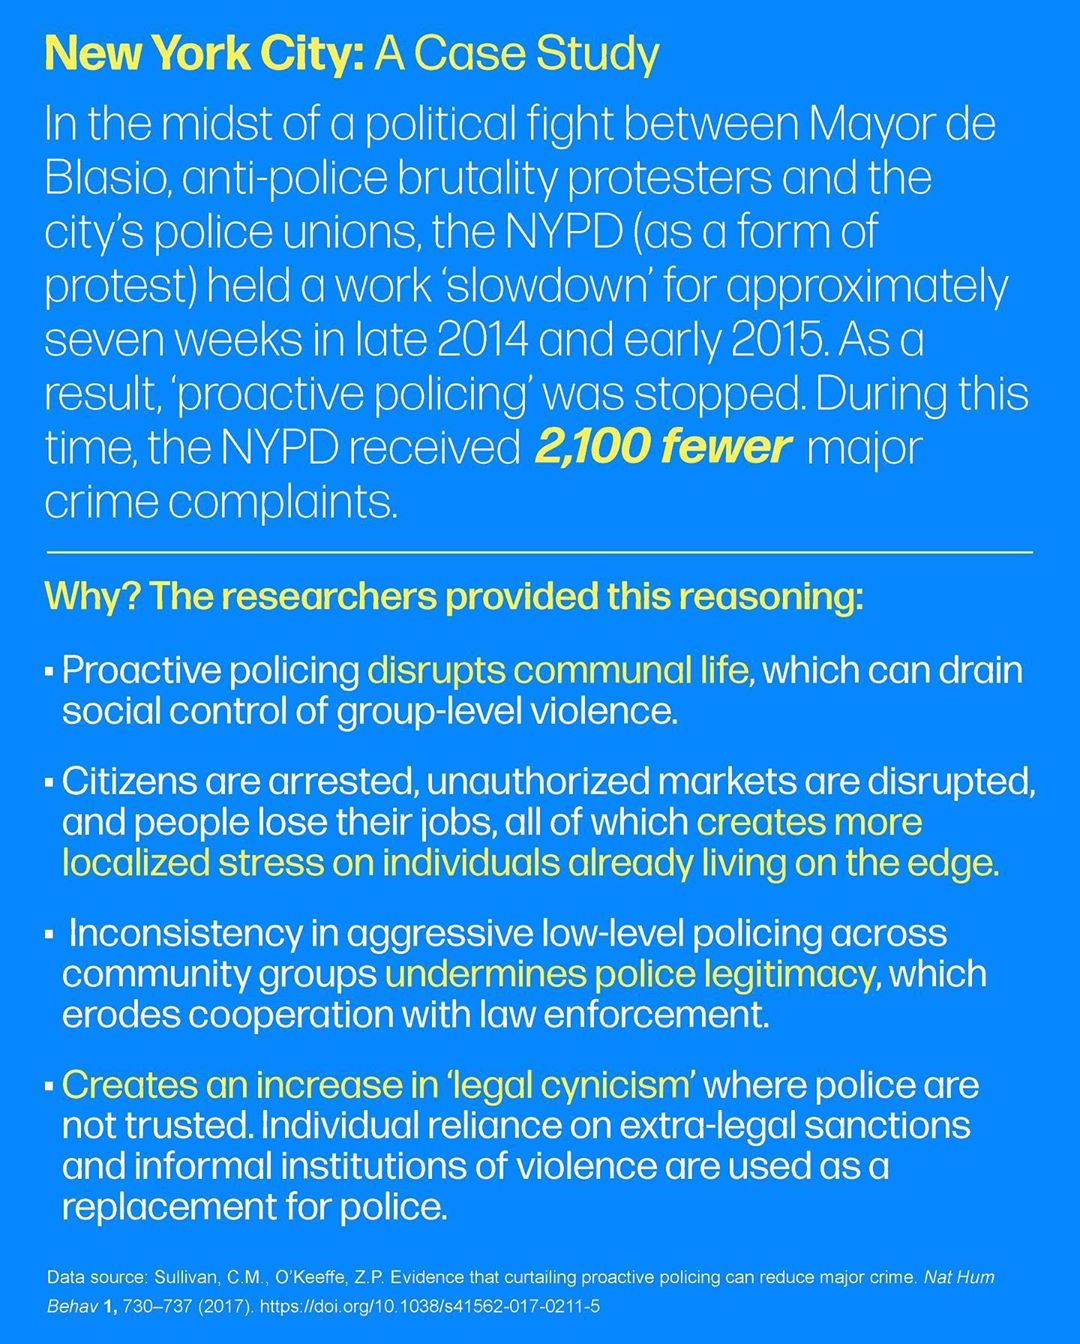 New York City: A Case Study
In the midst of a political fight between Mayor de
Blasio, anti-police brutality protesters and the
city’s police unions, the NYPD (as a form of
protest) held a work ‘slowdown’ for approximately
seven weeks in late 2014 and early 2015. As a
result, ‘proactive policing’ was stopped. During this
time, the NYPD received 2,100 fewer major
crime complaints.
Why? The researchers provided this reasoning:
▪ Proactive policing disrupts communal life, which can drain
social control of group-level violence.
▪ Citizens are arrested, unauthorized markets are disrupted,
and people lose their jobs, all of which creates more
localized stress on individuals already living on the edge.
▪ Inconsistency in aggressive low-level policing across
community groups undermines police legitimacy, which
erodes cooperation with law enforcement.
▪ Creates an increase in ‘legal cynicism’ where police are
not trusted. Individual reliance on extra-legal sanctions
and informal institutions of violence are used as a
replacement for police.
Data source: Sullivan, C.M., O’Keeffe, Z.P. Evidence that curtailing proactive policing can reduce major crime. Nat Hum
Behav 1, 730–737 (2017). https://doi.org/10.1038/s41562-017-0211-5